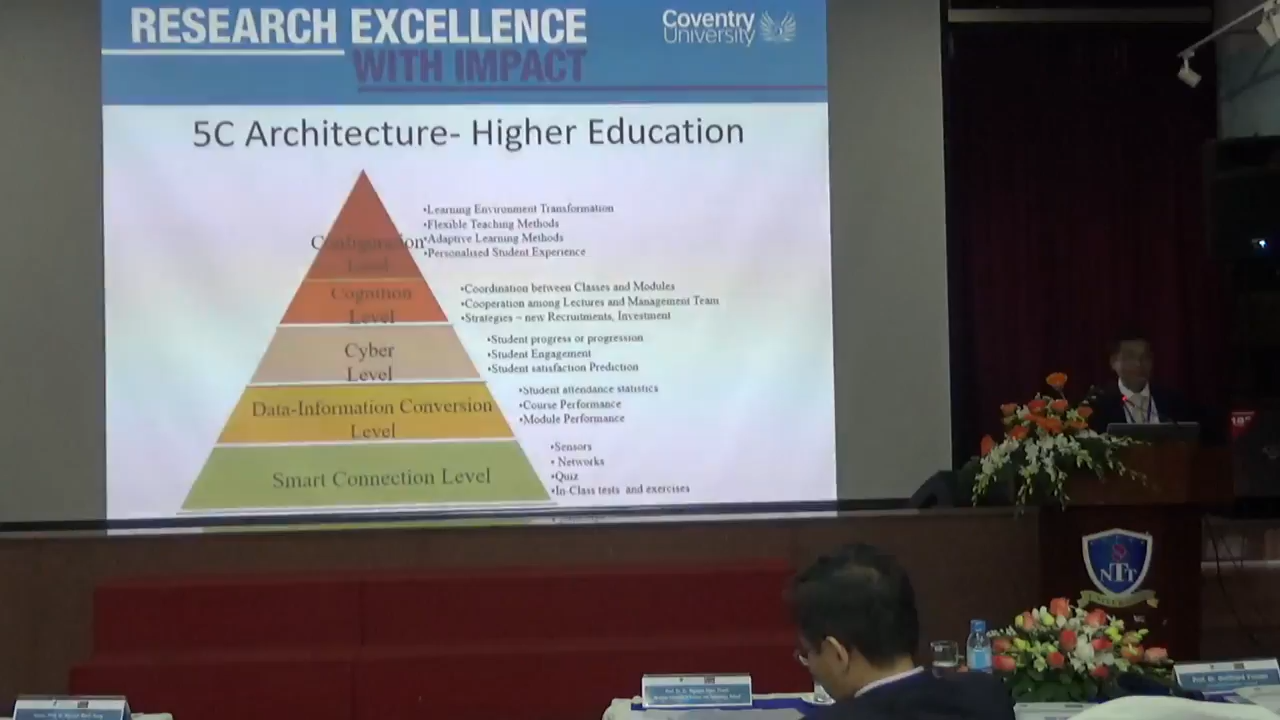 RESEARCH EXCELLENCE
WITH IMPACT
Coventry
University
5C Architecture- Higher Education
Configuration
Level
•Learning Environment Transformation
•Flexible Teaching Methods
•Adaptive Learning Methods
•Personalised Student Experience
Cognition
Level
•Coordination between Classes and Modules
•Cooperation among Lectures and Management Team
•Strategies – new Recruitments, Investment
Cyber
Level
•Student progress or progression
•Student Engagement
•Student satisfaction Prediction
Data-Information Conversion
Level
•Student attendance statistics
•Course Performance
•Module Performance
Smart Connection Level
•Sensors
• Networks
•Quiz
•In-Class tests and exercises
NTT